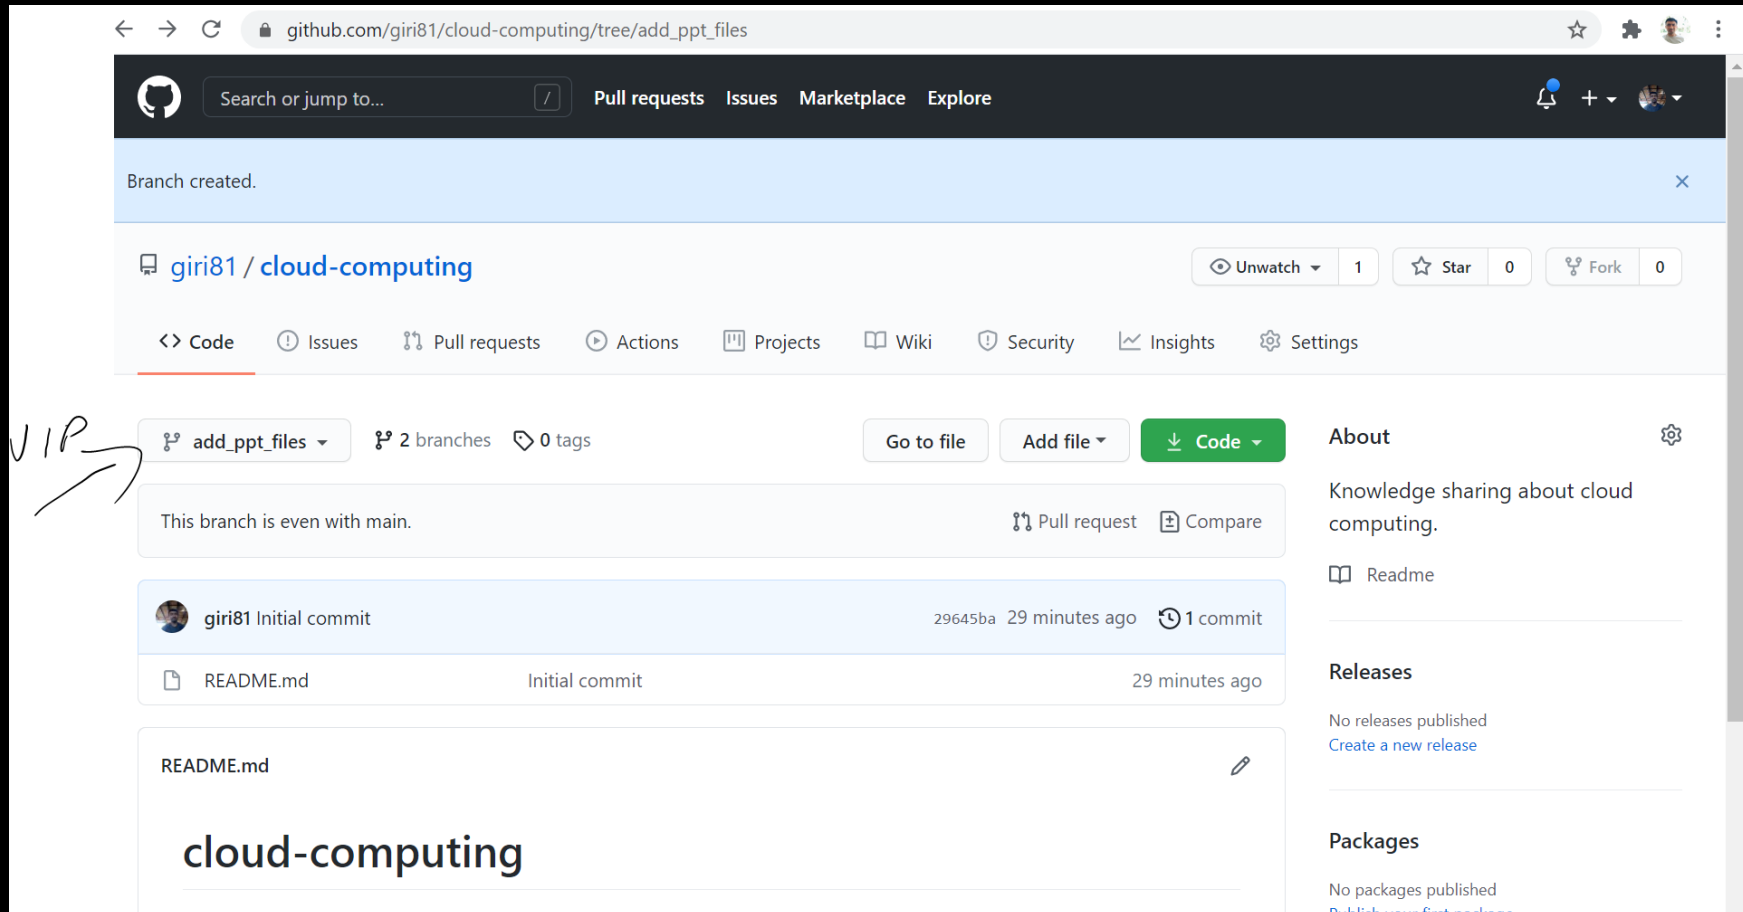 github.com/giri81/cloud-computing/tree/add_ppt_files
Search or jump to... / Pull requests Issues Marketplace Explore
Branch created.
giri81 / cloud-computing Unwatch 1 Star 0 Fork 0
<> Code Issues Pull requests Actions Projects Wiki Security Insights Settings
VIP
add_ppt_files 2 branches 0 tags Go to file Add file Code
This branch is even with main. Pull request Compare
giri81 Initial commit 29645ba 29 minutes ago 1 commit
README.md Initial commit 29 minutes ago
README.md
cloud-computing
About
Knowledge sharing about cloud
computing.
Readme
Releases
No releases published
Create a new release
Packages
No packages published
Publish your first package